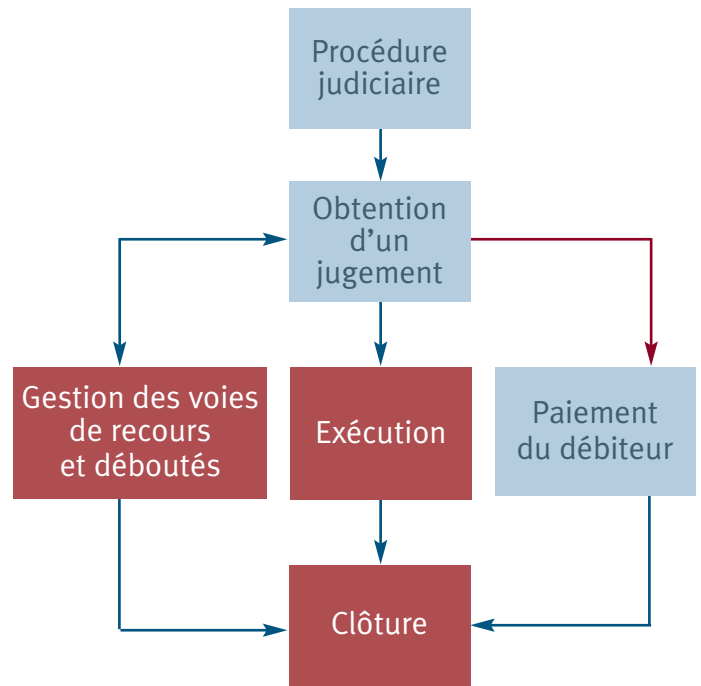 Procédure
judiciaire
Obtention
d'un
jugement
Gestion des voies
de recours
et déboutés
Exécution
Paiement
du débiteur
Clôture